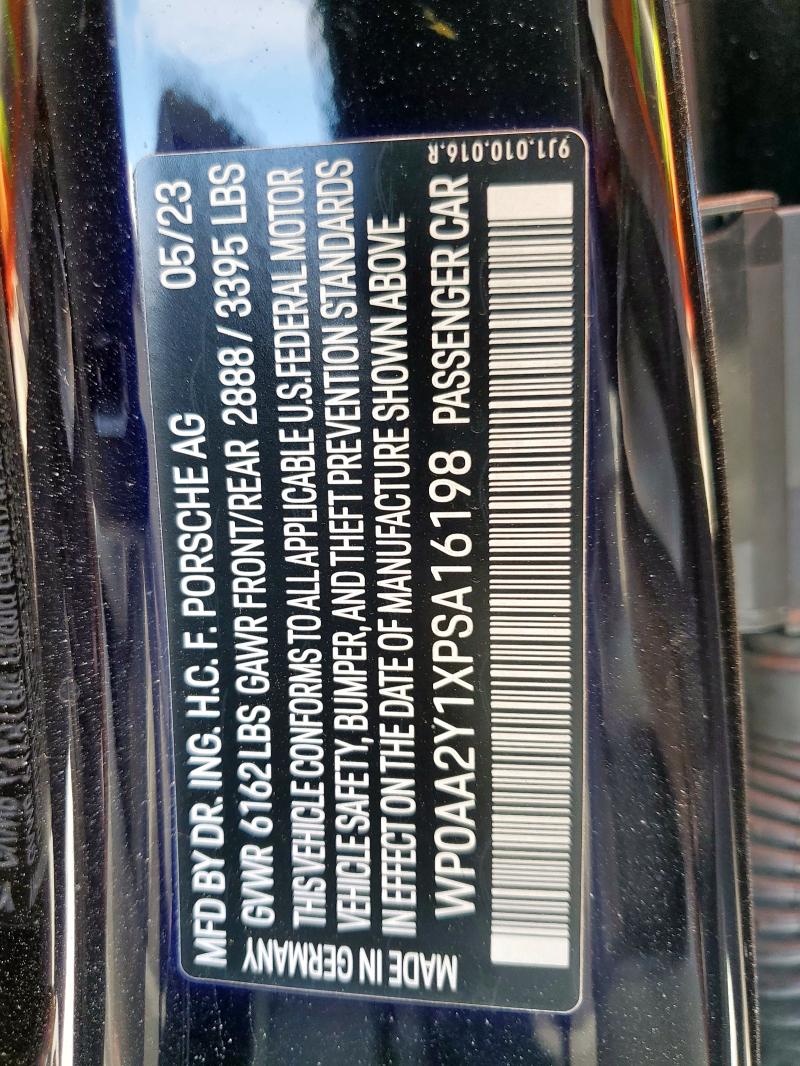 MFD BY DR. ING. H.C. F. PORSCHE AG 05/23
GVWR 6162LBS GAWR FRONT/REAR 2888 / 3395 LBS
THIS VEHICLE CONFORMS TO ALL APPLICABLE U.S.FEDERAL MOTOR
VEHICLE SAFETY, BUMPER, AND THEFT PREVENTION STANDARDS
IN EFFECT ON THE DATE OF MANUFACTURE SHOWN ABOVE
WP0AA2Y1XPSA16198 PASSENGER CAR
MADE IN GERMANY
9J1.010.016.R